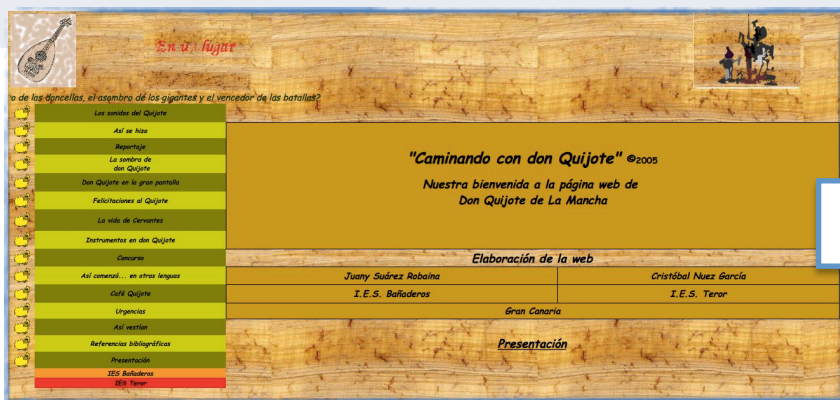 En u lugar
o de las doncellas, el asombro de los gigantes y el vencedor de las batallas?
Los sonidos del Quijote
Así se hizo
Reportaje
La sombra de
don Quijote
Don Quijote en la gran pantalla
Felicitaciones al Quijote
La vida de Cervantes
Instrumentos en don Quijote
Concurso
Así comenzó... en otras lenguas
Café Quijote
Urgencias
Así vestían
Referencias bibliográficas
Presentación
IES Bañaderos
IES Teror
"Caminando con don Quijote" ©2005
Nuestra bienvenida a la página web de
Don Quijote de La Mancha
Elaboración de la web
Juany Suárez Robaina Cristóbal Nuez García
I.E.S. Bañaderos I.E.S. Teror
Gran Canaria
Presentación